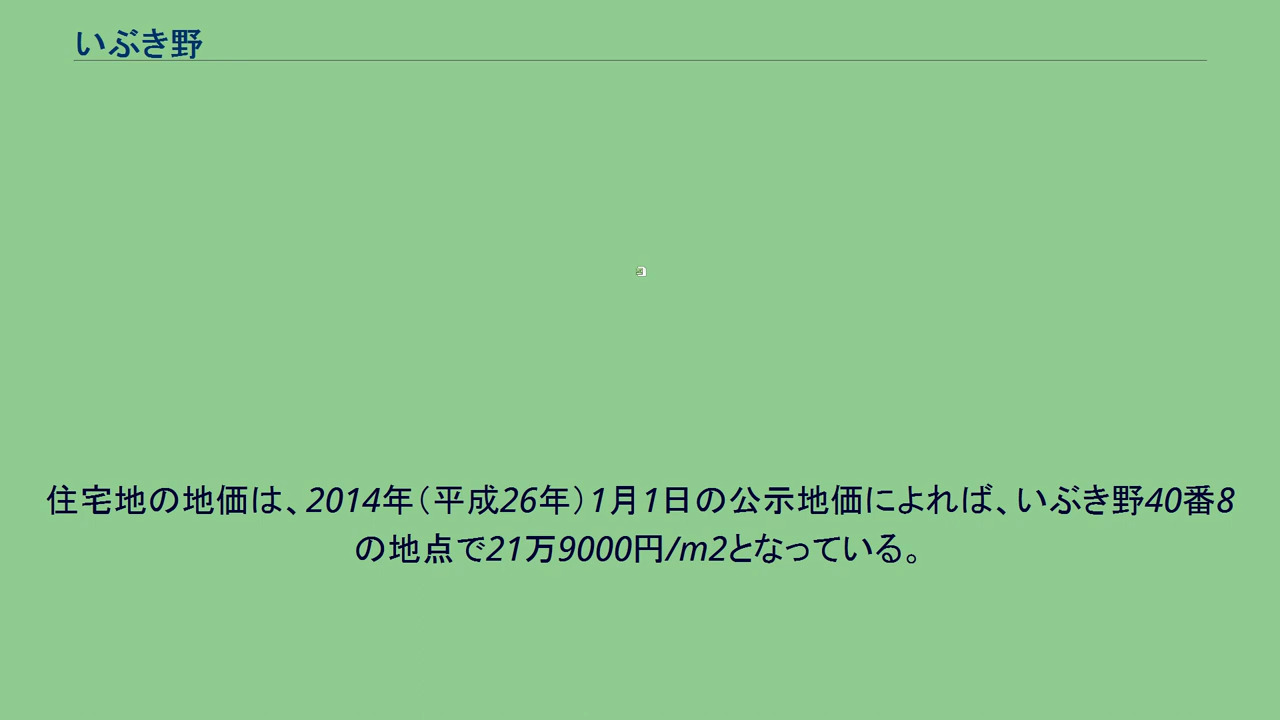 いぶき野
住宅地の地価は、2014年（平成26年）1月1日の公示地価によれば、いぶき野40番8
の地点で21万9000円/m2となっている。